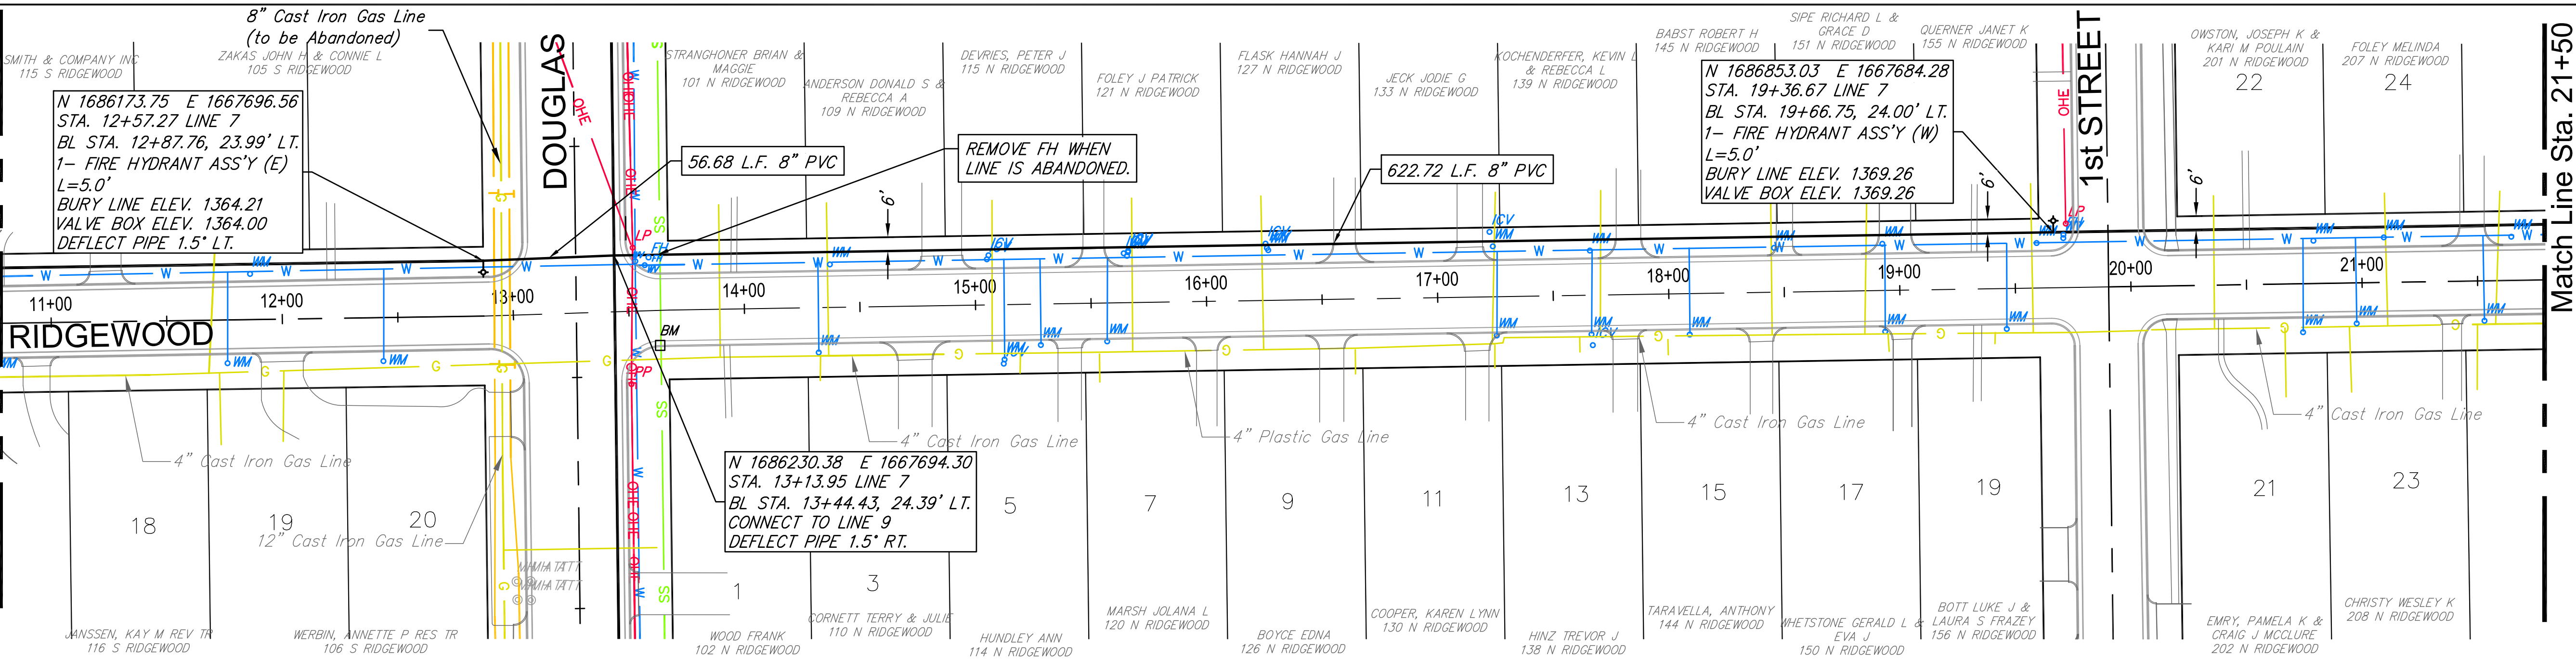 8" Cast Iron Gas Line
(to be Abandoned)
SMITH & COMPANY INC
115 S RIDGEWOOD
ZAKAS JOHN H & CONNIE L
105 S RIDGEWOOD
DOUGLAS
STRANGHONER BRIAN &
MAGGIE
101 N RIDGEWOOD
ANDERSON DONALD S &
REBECCA A
109 N RIDGEWOOD
DEVRIES, PETER J
115 N RIDGEWOOD
FOLEY J PATRICK
121 N RIDGEWOOD
FLASK HANNAH J
127 N RIDGEWOOD
JECK JODIE G
133 N RIDGEWOOD
KOCHENDERFER, KEVIN L
& REBECCA L
139 N RIDGEWOOD
BABST ROBERT H
145 N RIDGEWOOD
SIPE RICHARD L &
GRACE D
151 N RIDGEWOOD
QUERNER JANET K
155 N RIDGEWOOD
1st STREET
OWSTON, JOSEPH K &
KARI M POULAIN
201 N RIDGEWOOD
22
FOLEY MELINDA
207 N RIDGEWOOD
24
Match Line Sta. 21+50
N 1686173.75 E 1667696.56
STA. 12+57.27 LINE 7
BL STA. 12+87.76, 23.99' LT.
1- FIRE HYDRANT ASS'Y (E)
L=5.0'
BURY LINE ELEV. 1364.21
VALVE BOX ELEV. 1364.00
DEFLECT PIPE 1.5° LT.
56.68 L.F. 8" PVC
REMOVE FH WHEN
LINE IS ABANDONED.
622.72 L.F. 8" PVC
N 1686853.03 E 1667684.28
STA. 19+36.67 LINE 7
BL STA. 19+66.75, 24.00' LT.
1- FIRE HYDRANT ASS'Y (W)
L=5.0'
BURY LINE ELEV. 1369.26
VALVE BOX ELEV. 1369.26
6'
6'
6'
OHE
OHE
LP
FH
LP
ICV
WM
W
SS
G
11+00
12+00
13+00
14+00
15+00
16+00
17+00
18+00
19+00
20+00
21+00
RIDGEWOOD
BM
PP
4" Cast Iron Gas Line
12" Cast Iron Gas Line
4" Cast Iron Gas Line
4" Plastic Gas Line
4" Cast Iron Gas Line
4" Cast Iron Gas Line
N 1686230.38 E 1667694.30
STA. 13+13.95 LINE 7
BL STA. 13+44.43, 24.39' LT.
CONNECT TO LINE 9
DEFLECT PIPE 1.5° RT.
18
19
20
1
3
5
7
9
11
13
15
17
19
21
23
JANSSEN, KAY M REV TR
116 S RIDGEWOOD
WERBIN, ANNETTE P RES TR
106 S RIDGEWOOD
WOOD FRANK
102 N RIDGEWOOD
CORNETT TERRY & JULIE
110 N RIDGEWOOD
HUNDLEY ANN
114 N RIDGEWOOD
MARSH JOLANA L
120 N RIDGEWOOD
BOYCE EDNA
126 N RIDGEWOOD
COOPER, KAREN LYNN
130 N RIDGEWOOD
HINZ TREVOR J
138 N RIDGEWOOD
TARAVELLA, ANTHONY
144 N RIDGEWOOD
WHETSTONE GERALD L &
EVA J
150 N RIDGEWOOD
BOTT LUKE J &
LAURA S FRAZEY
156 N RIDGEWOOD
EMRY, PAMELA K &
CRAIG J MCCLURE
202 N RIDGEWOOD
CHRISTY WESLEY K
208 N RIDGEWOOD